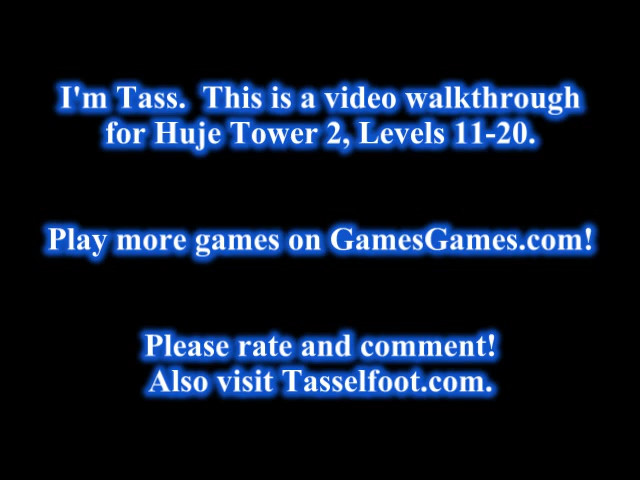 I'm Tass.  This is a video walkthrough
for Huje Tower 2, Levels 11-20.
Play more games on GamesGames.com!
Please rate and comment!
Also visit Tasselfoot.com.